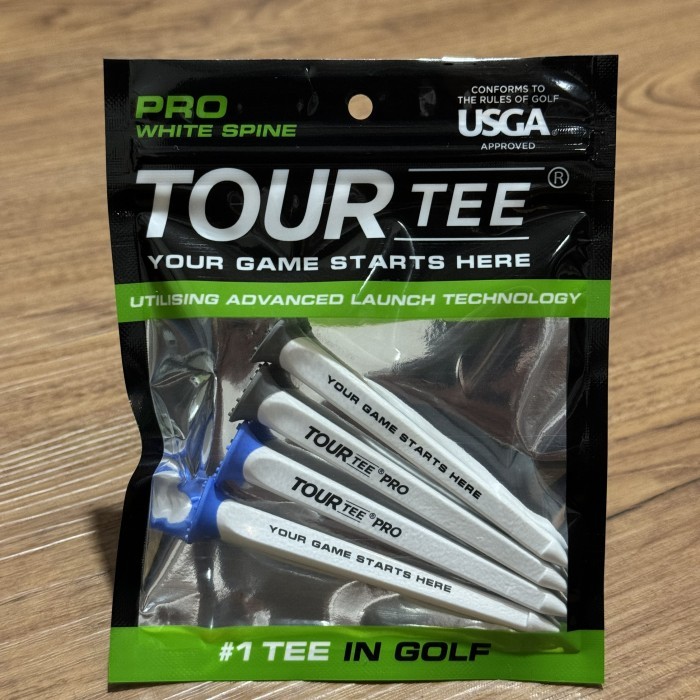 PRO
WHITE SPINE
CONFORMS TO
THE RULES OF GOLF
USGA
APPROVED
TOUR TEE®
YOUR GAME STARTS HERE
UTILISING ADVANCED LAUNCH TECHNOLOGY
YOUR GAME STARTS HERE
TOUR TEE® PRO
TOUR TEE® PRO
YOUR GAME STARTS HERE
#1 TEE IN GOLF